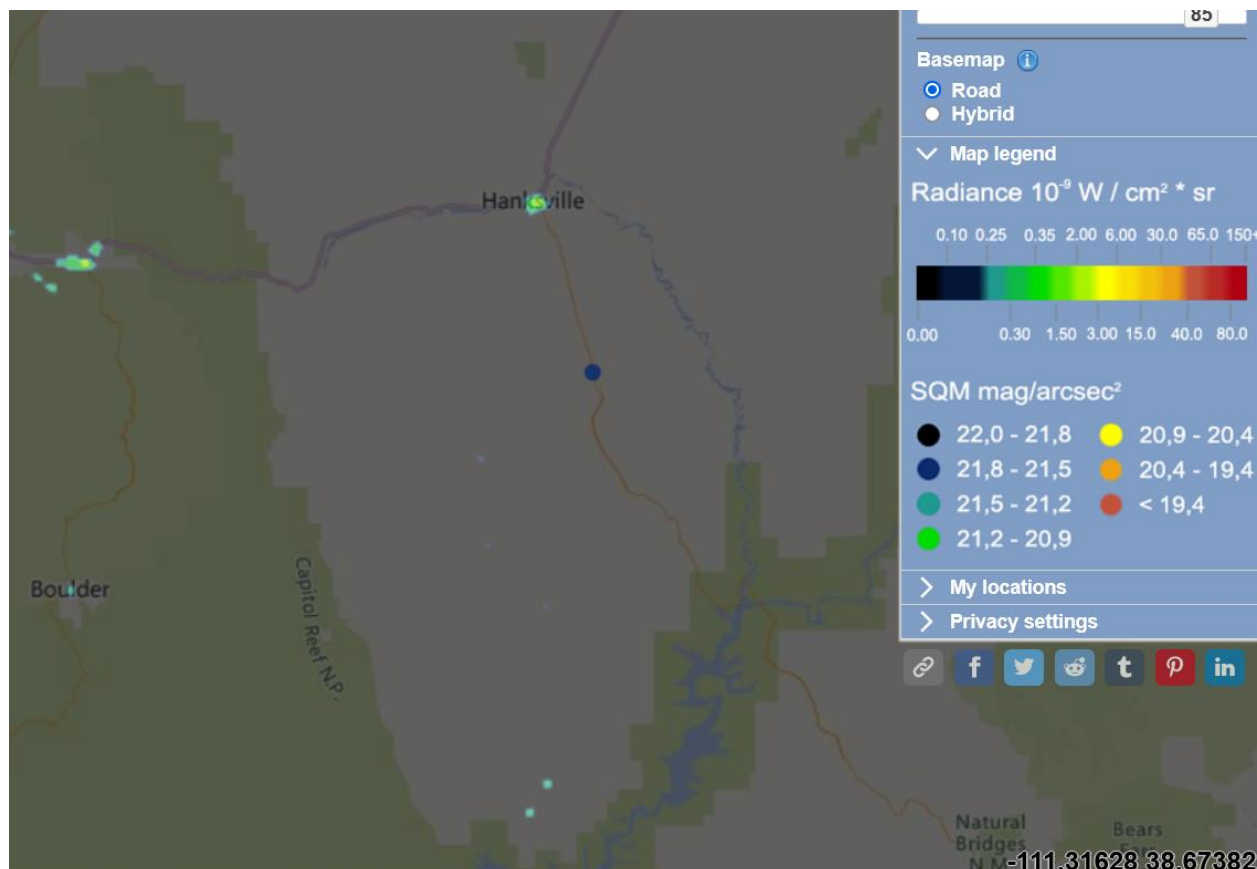 85
Basemap
Road
Hybrid
Map legend
Radiance 10⁻⁹ W / cm² * sr
0.10 0.25 0.35 2.00 6.00 30.0 65.0 150+
0.00 0.30 1.50 3.00 15.0 40.0 80.0
SQM mag/arcsec²
22,0 - 21,8 20,9 - 20,4
21,8 - 21,5 20,4 - 19,4
21,5 - 21,2 < 19,4
21,2 - 20,9
My locations
Privacy settings
Hanksville
Boulder
Capitol Reef N.P.
Natural
Bridges
Bears
-111.31628 38.67382